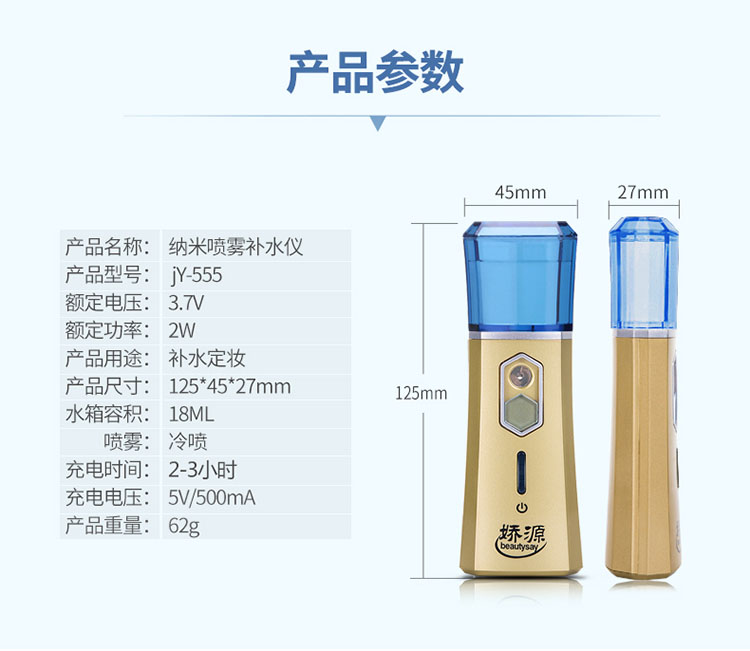 产品参数
45mm
27mm
125mm
产品名称： 纳米喷雾补水仪
产品型号： jY-555
额定电压： 3.7V
额定功率： 2W
产品用途： 补水定妆
产品尺寸： 125*45*27mm
水箱容积： 18ML
喷雾： 冷喷
充电时间： 2-3小时
充电电压： 5V/500mA
产品重量： 62g
娇源
beautysay